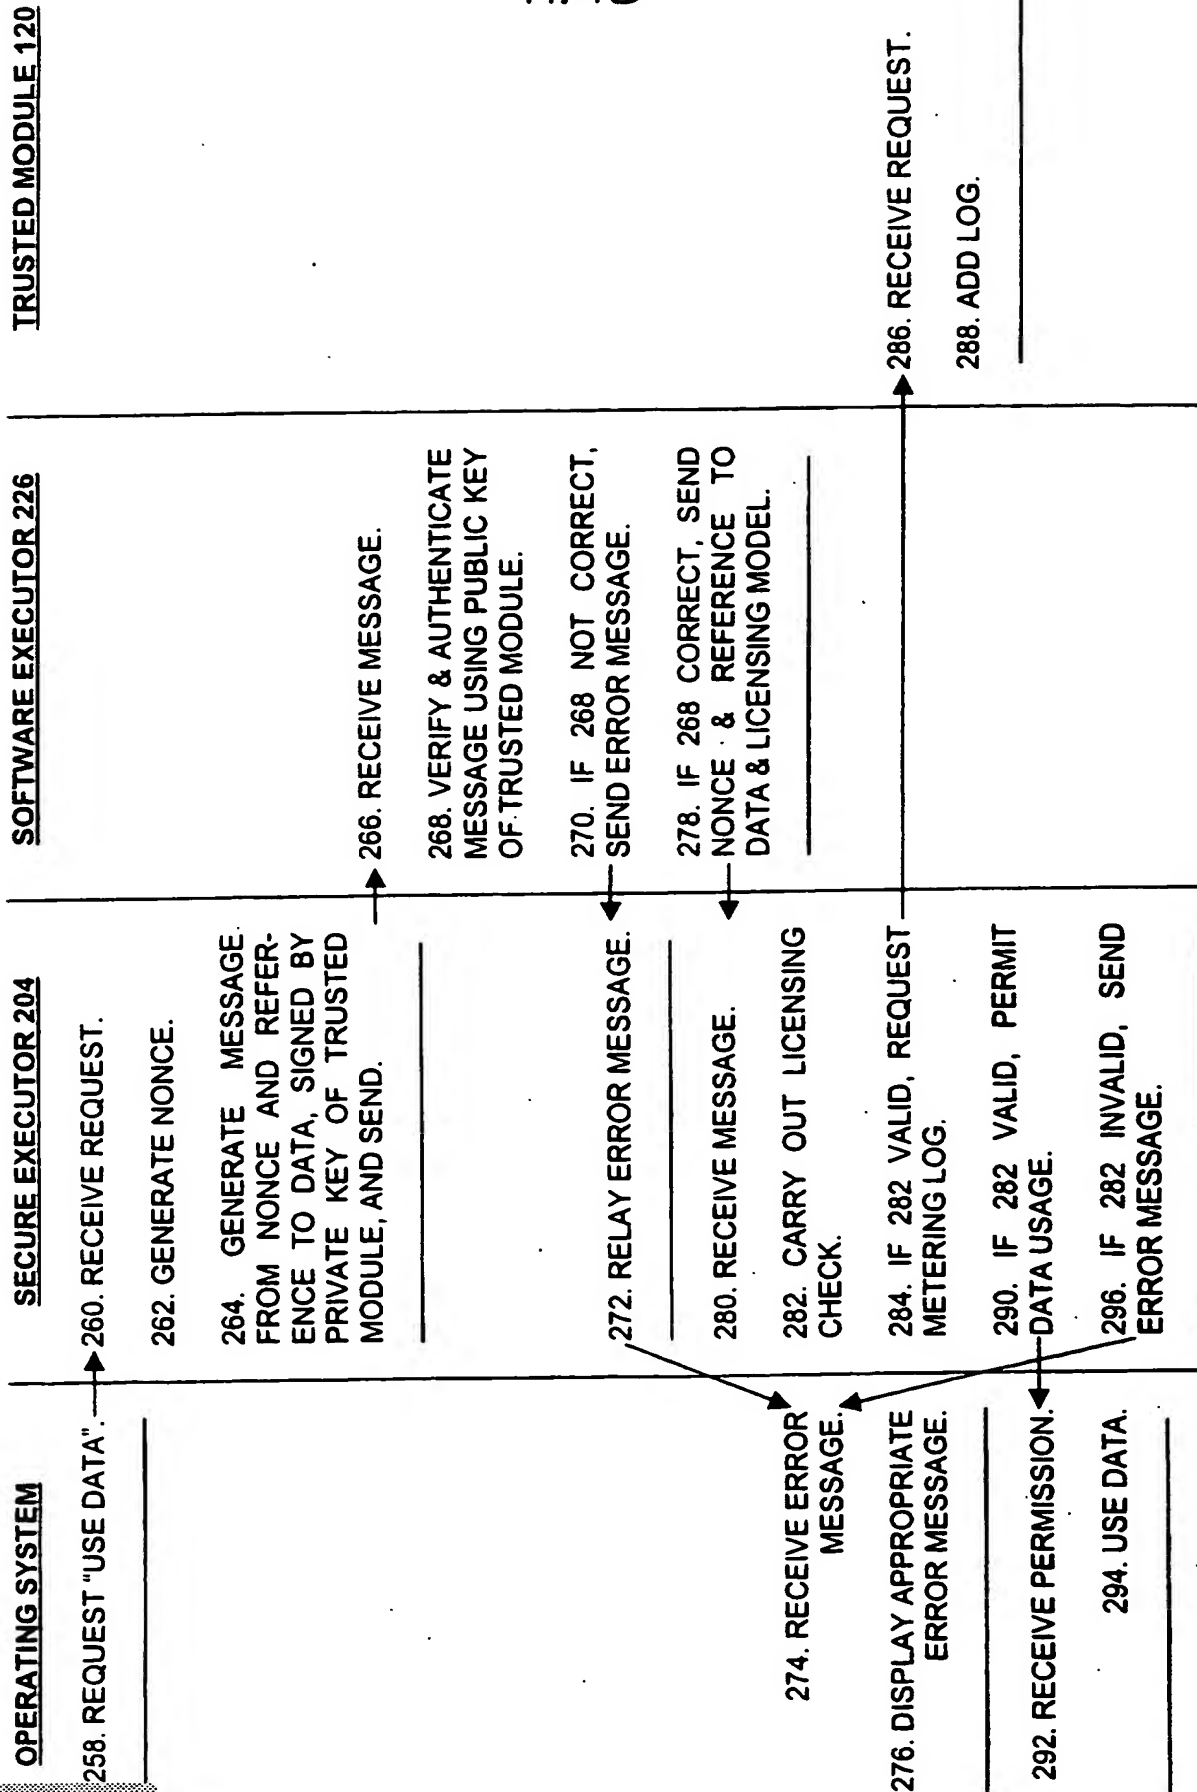 OPERATING SYSTEM
258. REQUEST "USE DATA".
274. RECEIVE ERROR
MESSAGE.
276. DISPLAY APPROPRIATE
ERROR MESSAGE.
292. RECEIVE PERMISSION.
294. USE DATA.
SECURE EXECUTOR 204
260. RECEIVE REQUEST.
262. GENERATE NONCE.
264. GENERATE MESSAGE
FROM NONCE AND REFER-
ENCE TO DATA, SIGNED BY
PRIVATE KEY OF TRUSTED
MODULE, AND SEND.
272. RELAY ERROR MESSAGE.
280. RECEIVE MESSAGE.
282. CARRY OUT LICENSING
CHECK.
284. IF 282 VALID, REQUEST
METERING LOG.
290. IF 282 VALID, PERMIT
DATA USAGE.
296. IF 282 INVALID, SEND
ERROR MESSAGE.
SOFTWARE EXECUTOR 226
266. RECEIVE MESSAGE.
268. VERIFY & AUTHENTICATE
MESSAGE USING PUBLIC KEY
OF TRUSTED MODULE.
270. IF 268 NOT CORRECT,
SEND ERROR MESSAGE.
278. IF 268 CORRECT, SEND
NONCE & REFERENCE TO
DATA & LICENSING MODEL.
TRUSTED MODULE 120
286. RECEIVE REQUEST.
288. ADD LOG.